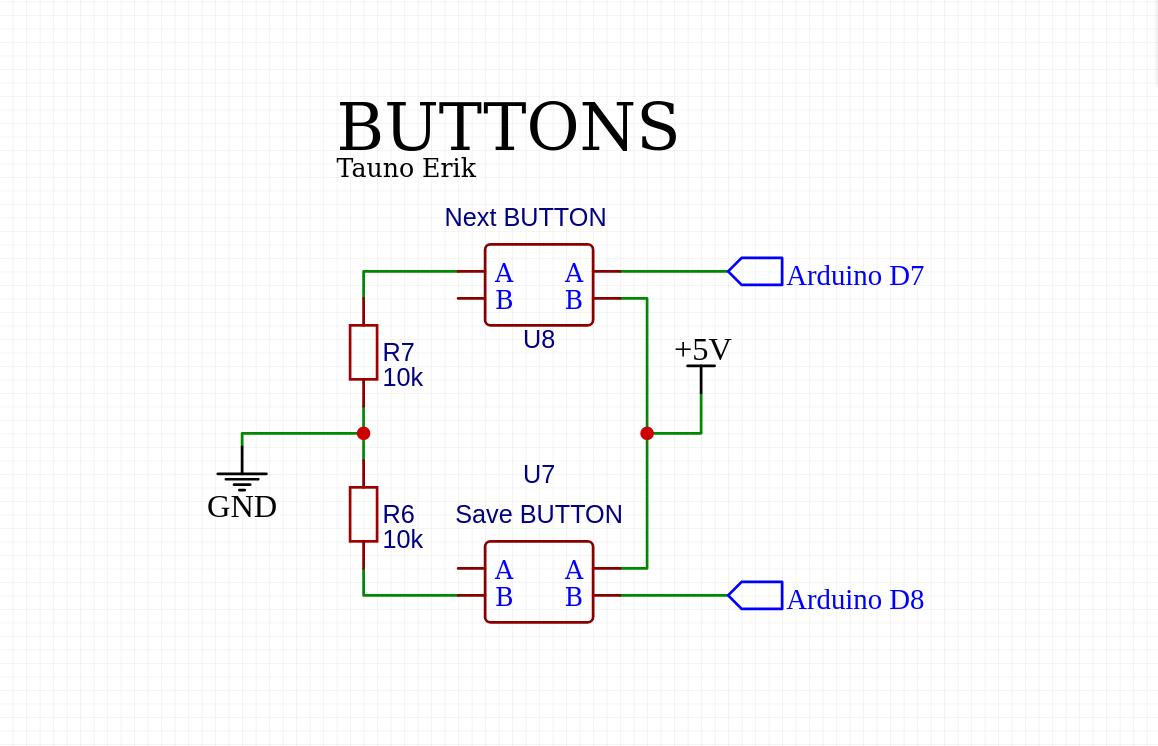 BUTTONS
Tauno Erik
Next BUTTON
A A
B B
U8
Arduino D7
R7
10k
+5V
GND
U7
Save BUTTON
R6
10k
A A
B B
Arduino D8